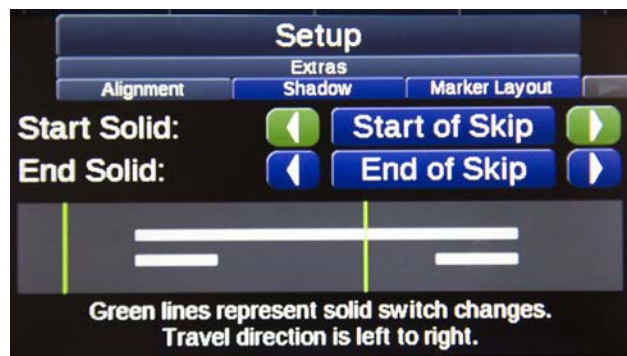 Setup
Extras
Alignment Shadow Marker Layout
Start Solid: Start of Skip
End Solid: End of Skip
Green lines represent solid switch changes.
Travel direction is left to right.